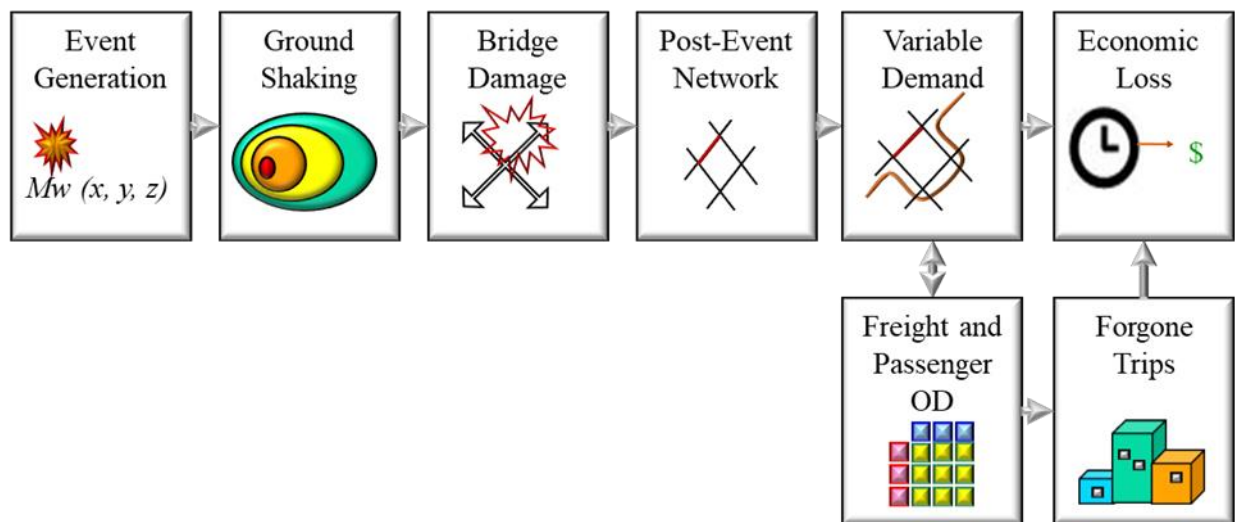 Event
Generation
Mw (x, y, z)
Ground
Shaking
Bridge
Damage
Post-Event
Network
Variable
Demand
Economic
Loss
$
Freight and
Passenger
OD
Forgone
Trips